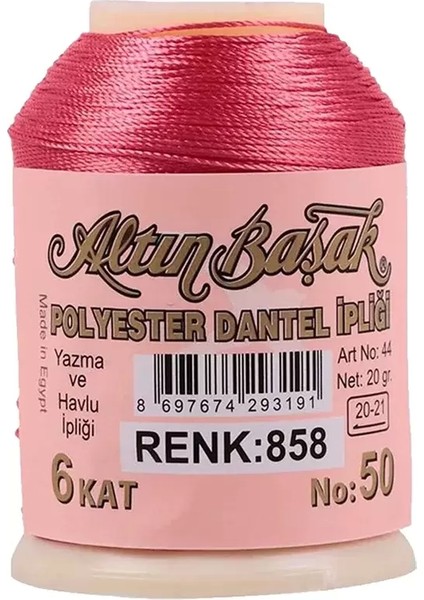 Altın Başak ®
POLYESTER DANTEL İPLİĞİ
Made in Egypt
Yazma
ve
Havlu
İpliği
8 697674 293191
Art No: 44
Net: 20 gr.
20-21
RENK:858
6 KAT
No: 50